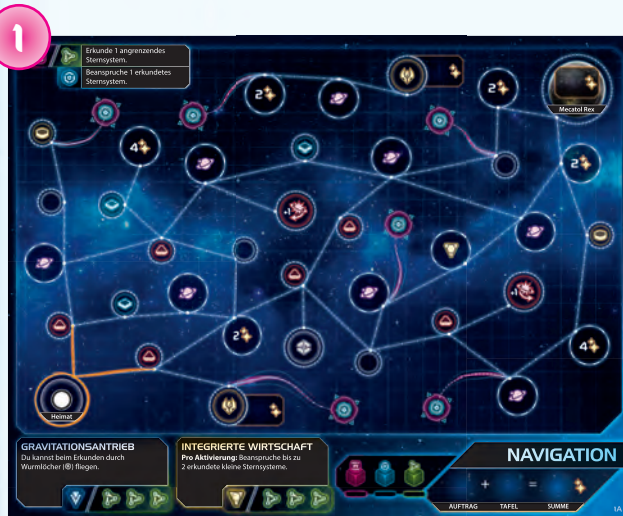 1
Erkunde 1 angrenzendes
Sternsystem.
Beanspruche 1 erkundetes
Sternsystem.
2
2
Mecatol Rex
4
2
+1
+1
2
4
Heimat
GRAVITATIONSANTRIEB
Du kannst beim Erkunden durch
Wurmlöcher () fliegen.
INTEGRIERTE WIRTSCHAFT
Pro Aktivierung: Beanspruche bis zu
2 erkundete kleine Sternsysteme.
NAVIGATION
+ =
AUFTRAG TAFEL SUMME
1A